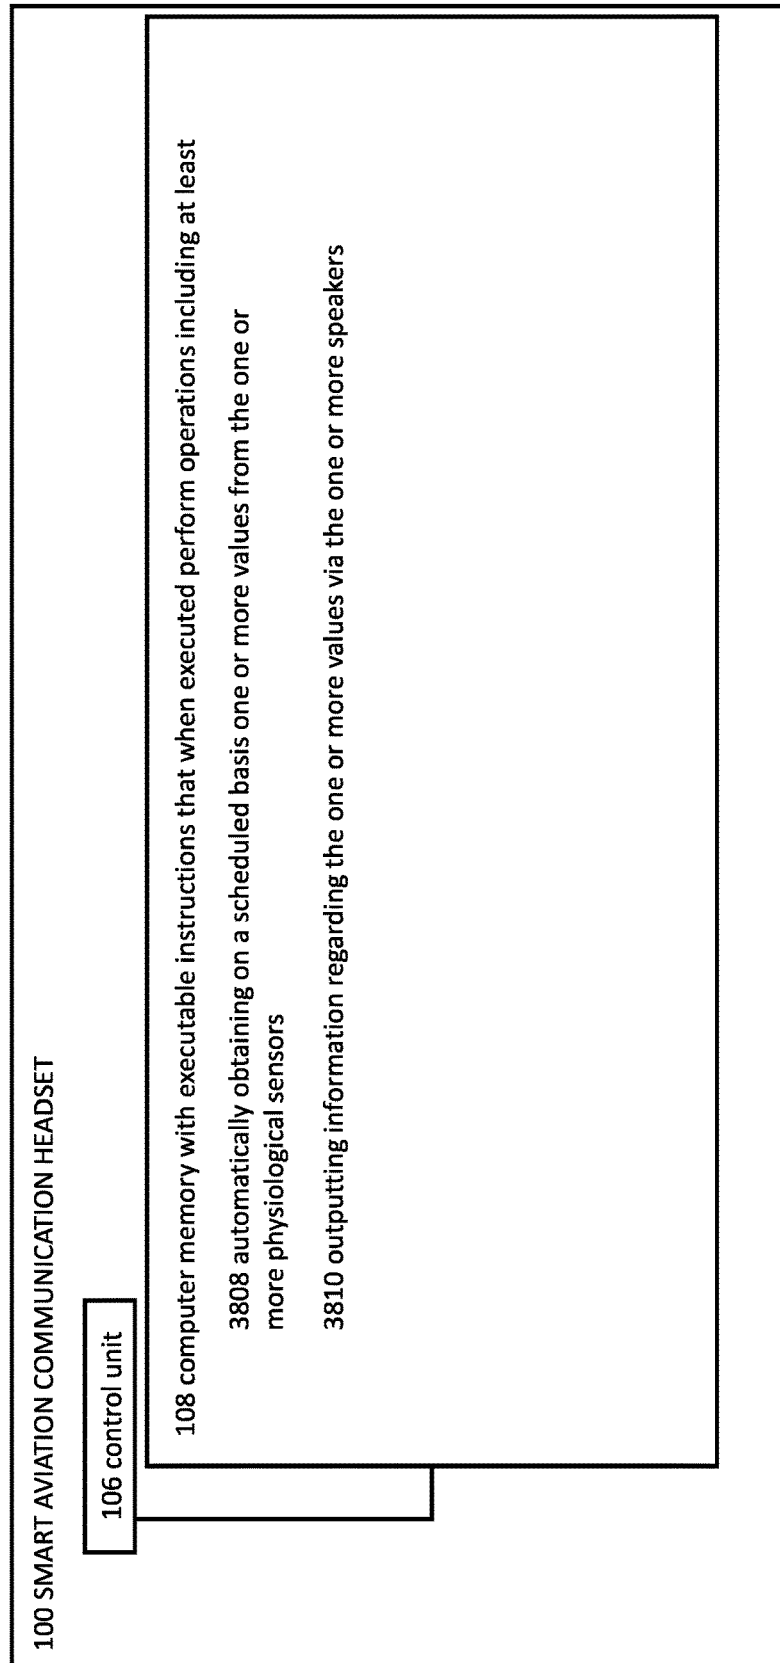 100 SMART AVIATION COMMUNICATION HEADSET
106 control unit
108 computer memory with executable instructions that when executed perform operations including at least
3808 automatically obtaining on a scheduled basis one or more values from the one or
more physiological sensors
3810 outputting information regarding the one or more values via the one or more speakers